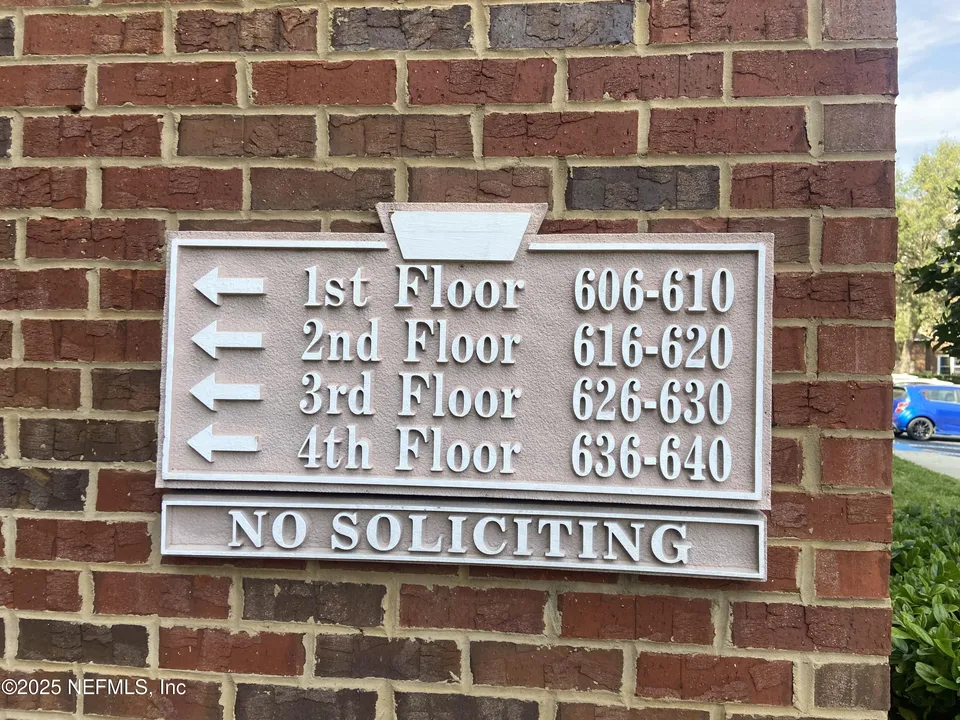 1st Floor 606-610
2nd Floor 616-620
3rd Floor 626-630
4th Floor 636-640
NO SOLICITING
©2025 NEFMLS, Inc